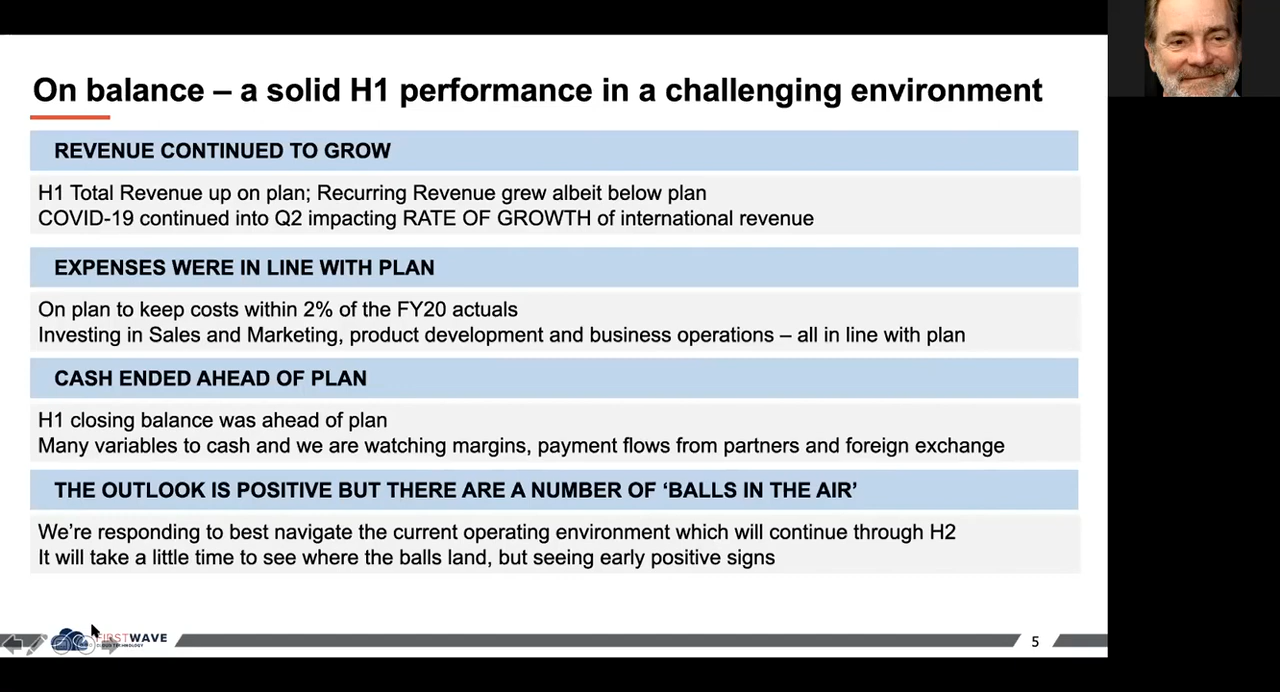 On balance – a solid H1 performance in a challenging environment
REVENUE CONTINUED TO GROW
H1 Total Revenue up on plan; Recurring Revenue grew albeit below plan
COVID-19 continued into Q2 impacting RATE OF GROWTH of international revenue
EXPENSES WERE IN LINE WITH PLAN
On plan to keep costs within 2% of the FY20 actuals
Investing in Sales and Marketing, product development and business operations – all in line with plan
CASH ENDED AHEAD OF PLAN
H1 closing balance was ahead of plan
Many variables to cash and we are watching margins, payment flows from partners and foreign exchange
THE OUTLOOK IS POSITIVE BUT THERE ARE A NUMBER OF ‘BALLS IN THE AIR’
We’re responding to best navigate the current operating environment which will continue through H2
It will take a little time to see where the balls land, but seeing early positive signs
FIRSTWAVE
CLOUD TECHNOLOGY
5